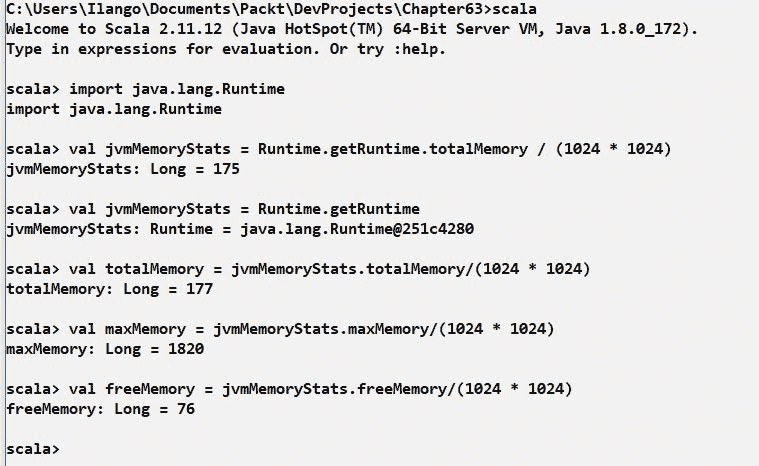 C:\Users\Ilango\Documents\Packt\DevProjects\Chapter63>scala
Welcome to Scala 2.11.12 (Java HotSpot(TM) 64-Bit Server VM, Java 1.8.0_172).
Type in expressions for evaluation. Or try :help.
scala> import java.lang.Runtime
import java.lang.Runtime
scala> val jvmMemoryStats = Runtime.getRuntime.totalMemory / (1024 * 1024)
jvmMemoryStats: Long = 175
scala> val jvmMemoryStats = Runtime.getRuntime
jvmMemoryStats: Runtime = java.lang.Runtime@251c4280
scala> val totalMemory = jvmMemoryStats.totalMemory/(1024 * 1024)
totalMemory: Long = 177
scala> val maxMemory = jvmMemoryStats.maxMemory/(1024 * 1024)
maxMemory: Long = 1820
scala> val freeMemory = jvmMemoryStats.freeMemory/(1024 * 1024)
freeMemory: Long = 76
scala>